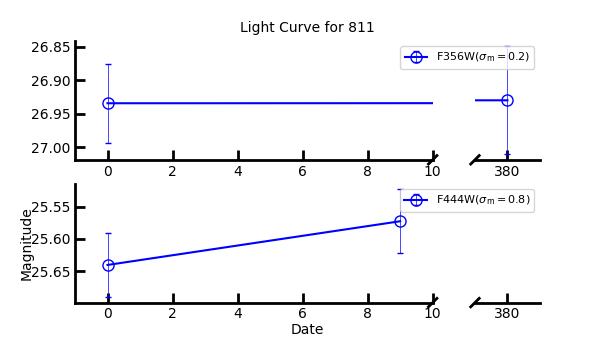 Light Curve for 811
26.85
26.90
26.95
27.00
F356W(σm = 0.2)
0 2 4 6 8 10 380
25.55
25.60
25.65
Magnitude
F444W(σm = 0.8)
0 2 4 6 8 10 380
Date